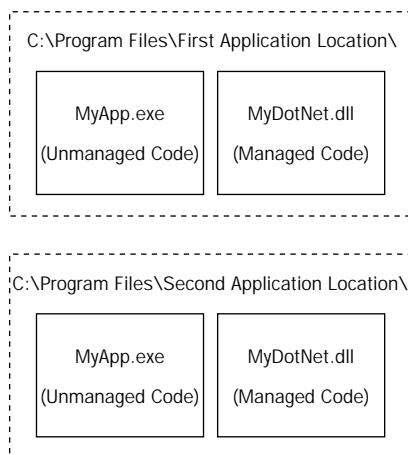 C:\Program Files\First Application Location\
MyApp.exe
(Unmanaged Code)
MyDotNet.dll
(Managed Code)
C:\Program Files\Second Application Location\
MyApp.exe
(Unmanaged Code)
MyDotNet.dll
(Managed Code)